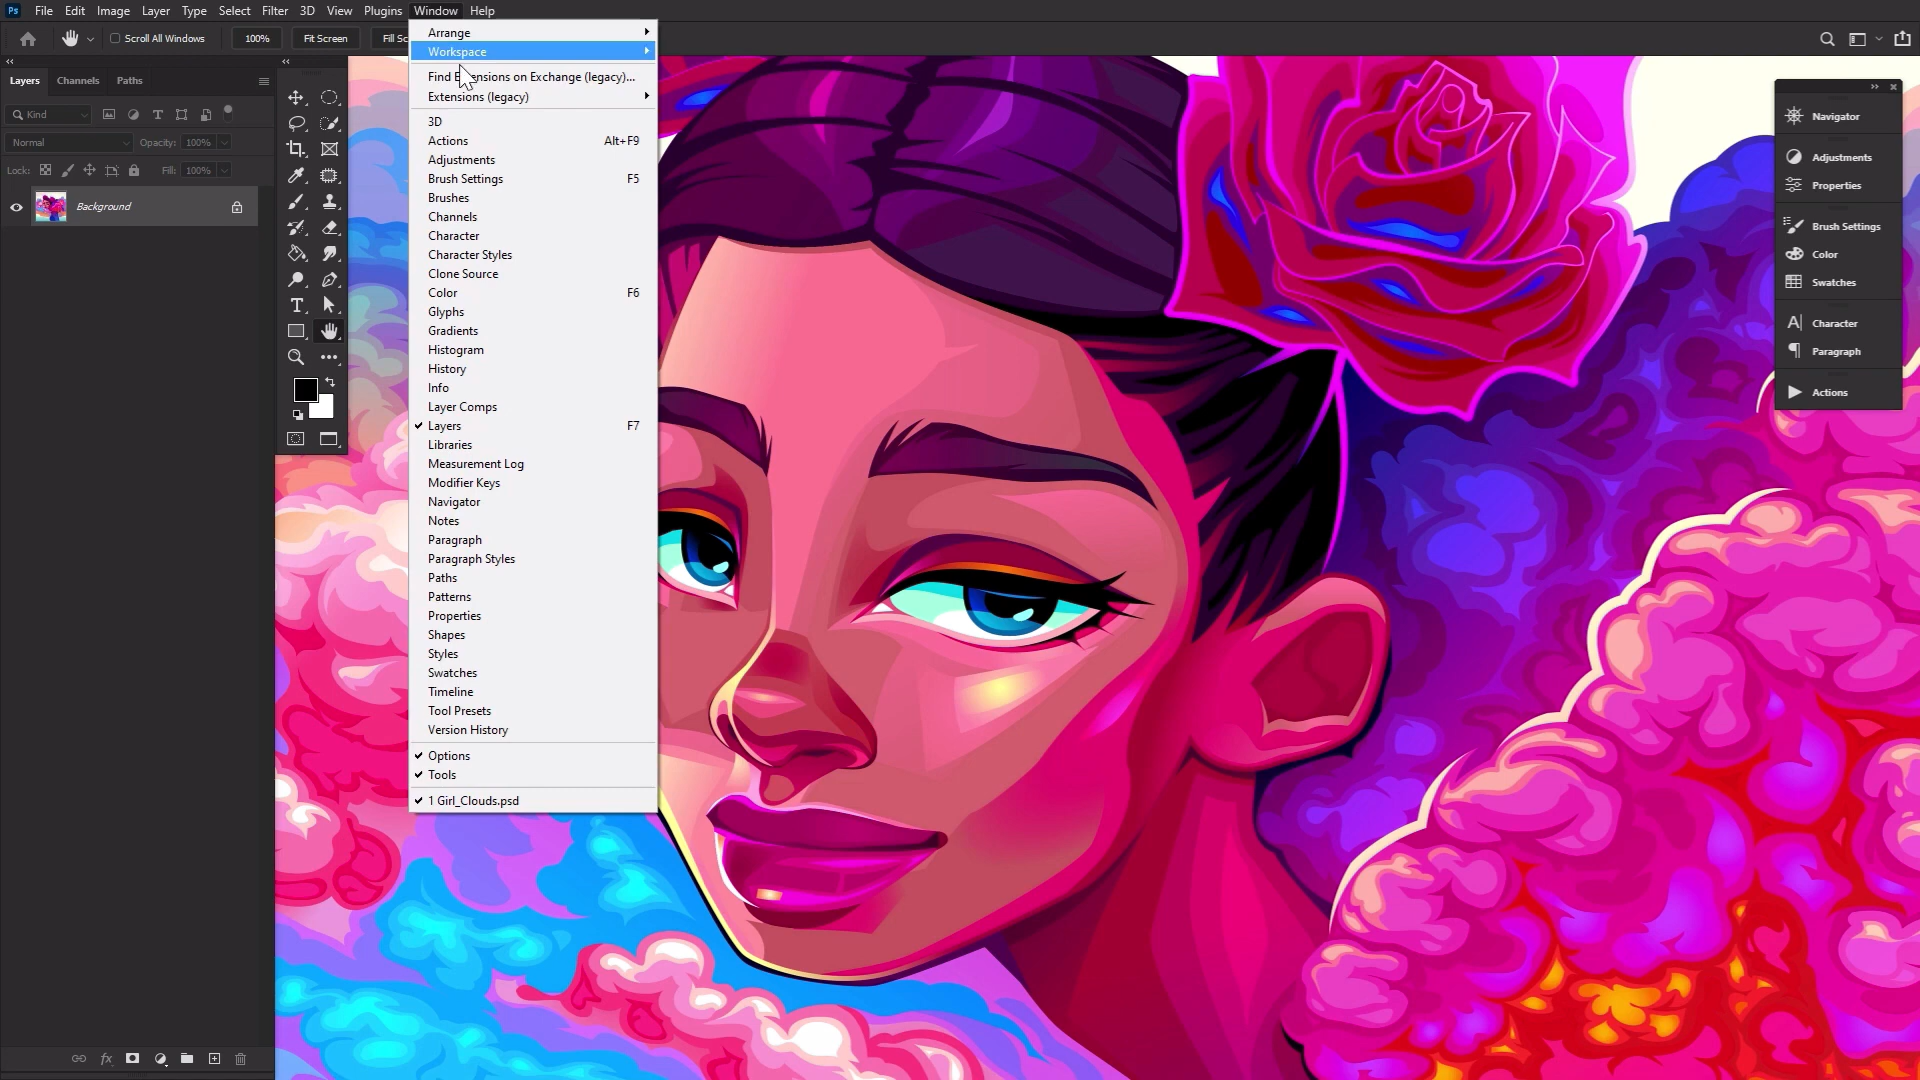 Ps File Edit Image Layer Type Select Filter 3D View Plugins Window Help
Scroll All Windows 100% Fit Screen Fill Sc
Layers Channels Paths
Kind
Normal Opacity: 100%
Lock: Fill: 100%
Background
T
Arrange
Workspace
Find Extensions on Exchange (legacy)...
Extensions (legacy)
3D
Actions Alt+F9
Adjustments
Brush Settings F5
Brushes
Channels
Character
Character Styles
Clone Source
Color F6
Glyphs
Gradients
Histogram
History
Info
Layer Comps
Layers F7
Libraries
Measurement Log
Modifier Keys
Navigator
Notes
Paragraph
Paragraph Styles
Paths
Patterns
Properties
Shapes
Styles
Swatches
Timeline
Tool Presets
Version History
Options
Tools
1 Girl_Clouds.psd
Navigator
Adjustments
Properties
Brush Settings
Color
Swatches
Character
Paragraph
Actions
fx